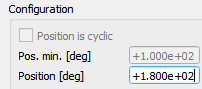 Configuration
Position is cyclic
Pos. min. [deg] +1.000e+02
Position [deg] +1.800e+02